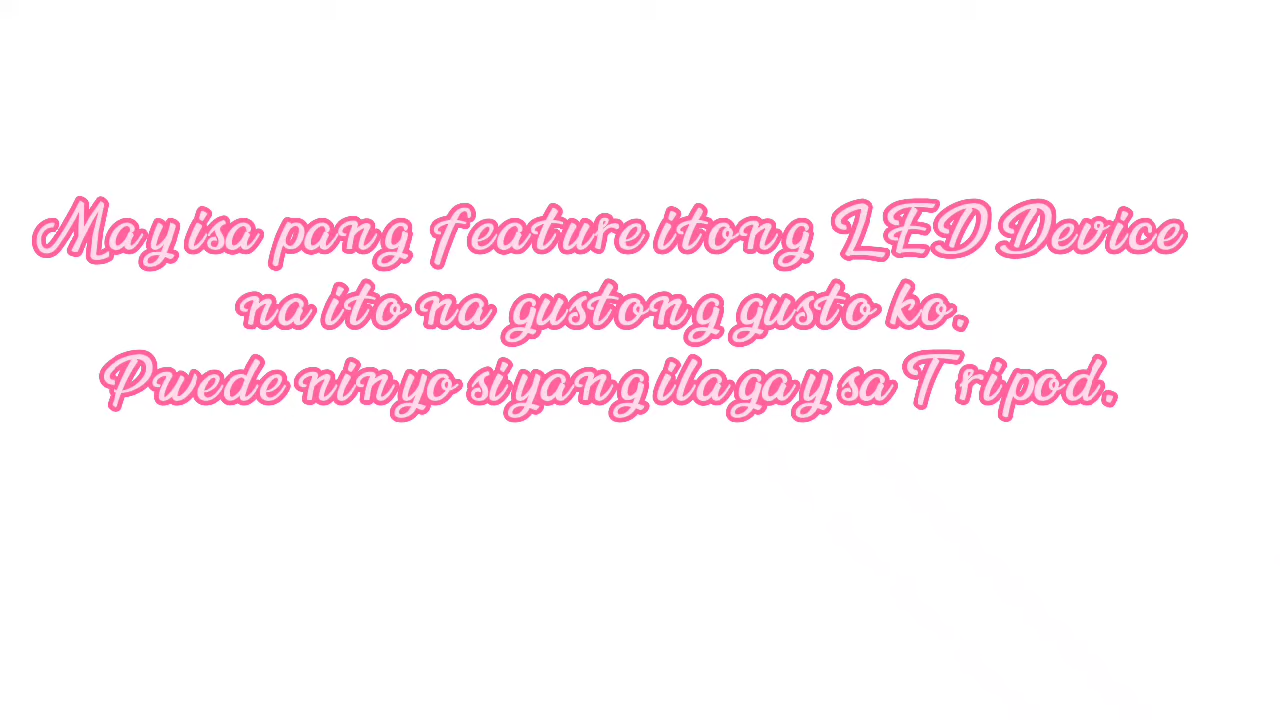 May isa pang feature itong LED Device
na ito na gustong gusto ko.
Pwede ninyo siyang ilagay sa Tripod.